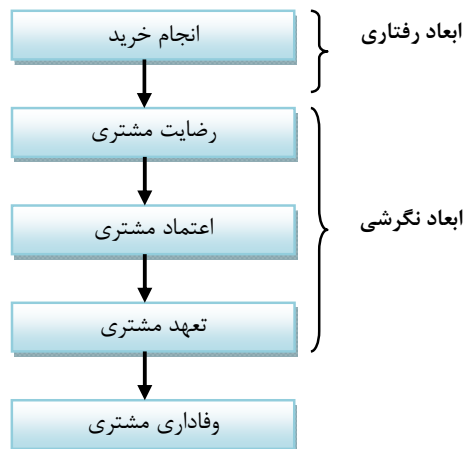 انجام خرید
ابعاد رفتاری
رضایت مشتری
اعتماد مشتری
ابعاد نگرشی
تعهد مشتری
وفاداری مشتری